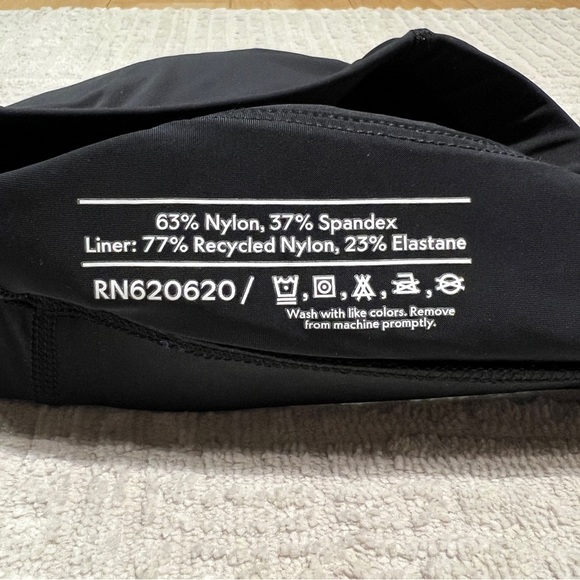 63% Nylon, 37% Spandex
Liner: 77% Recycled Nylon, 23% Elastane
RN620620 /
Wash with like colors. Remove
from machine promptly.